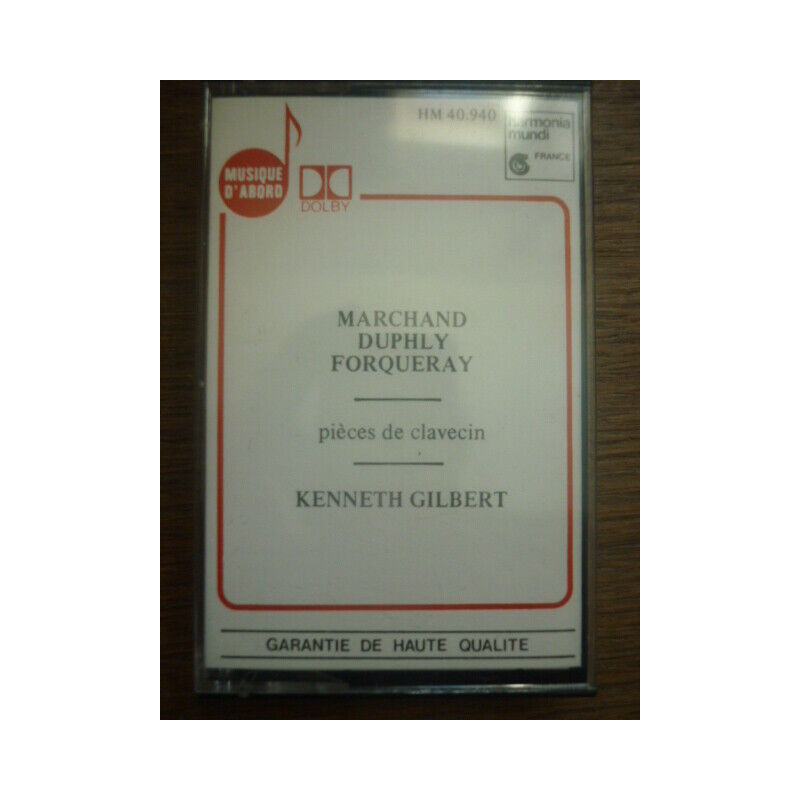 HM 40.940
harmonia
mundi
FRANCE
MUSIQUE
D'ABORD
DOLBY
MARCHAND
DUPHLY
FORQUERAY
pièces de clavecin
KENNETH GILBERT
GARANTIE DE HAUTE QUALITE